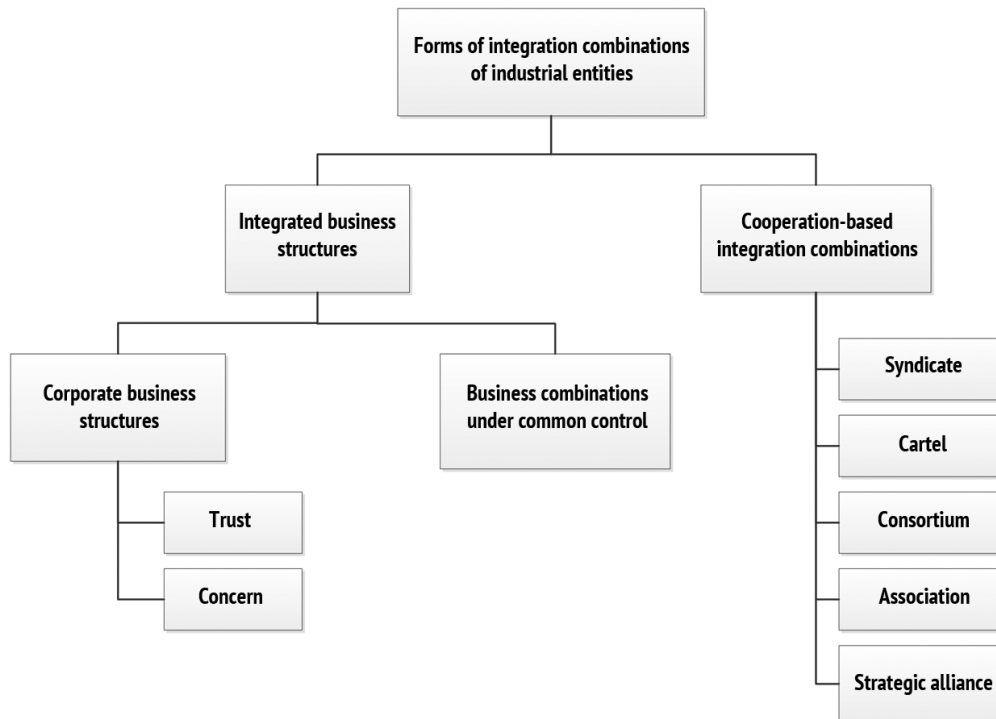 Forms of integration combinations
of industrial entities
Integrated business
structures
Cooperation-based
integration combinations
Corporate business
structures
Business combinations
under common control
Trust
Concern
Syndicate
Cartel
Consortium
Association
Strategic alliance